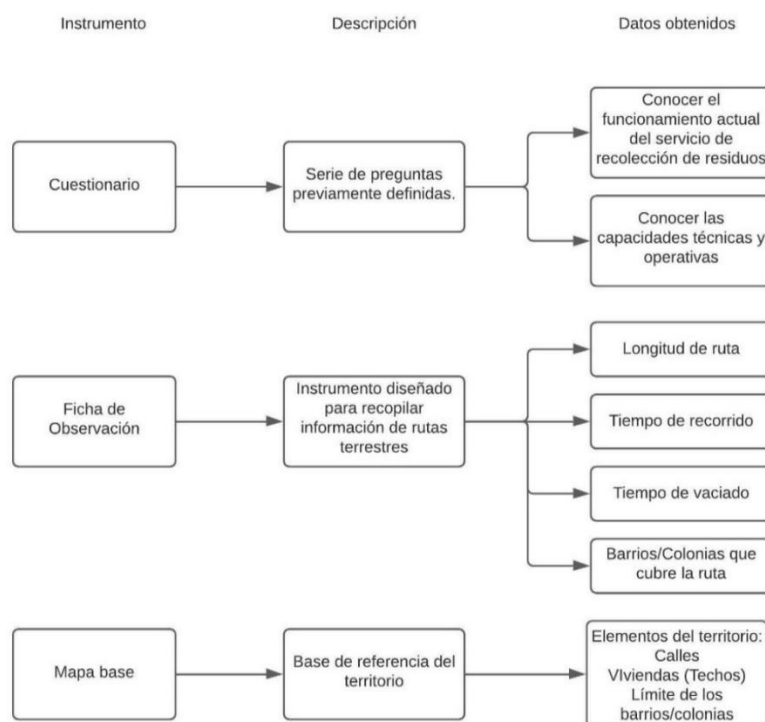 Instrumento
Descripción
Datos obtenidos
Cuestionario
Serie de preguntas
previamente definidas.
Conocer el
funcionamiento actual
del servicio de
recolección de residuos
Conocer las
capacidades técnicas y
operativas
Ficha de
Observación
Instrumento diseñado
para recopilar
información de rutas
terrestres
Longitud de ruta
Tiempo de recorrido
Tiempo de vaciado
Barrios/Colonias que
cubre la ruta
Mapa base
Base de referencia del
territorio
Elementos del territorio:
Calles
VIviendas (Techos)
Límite de los
barrios/colonias